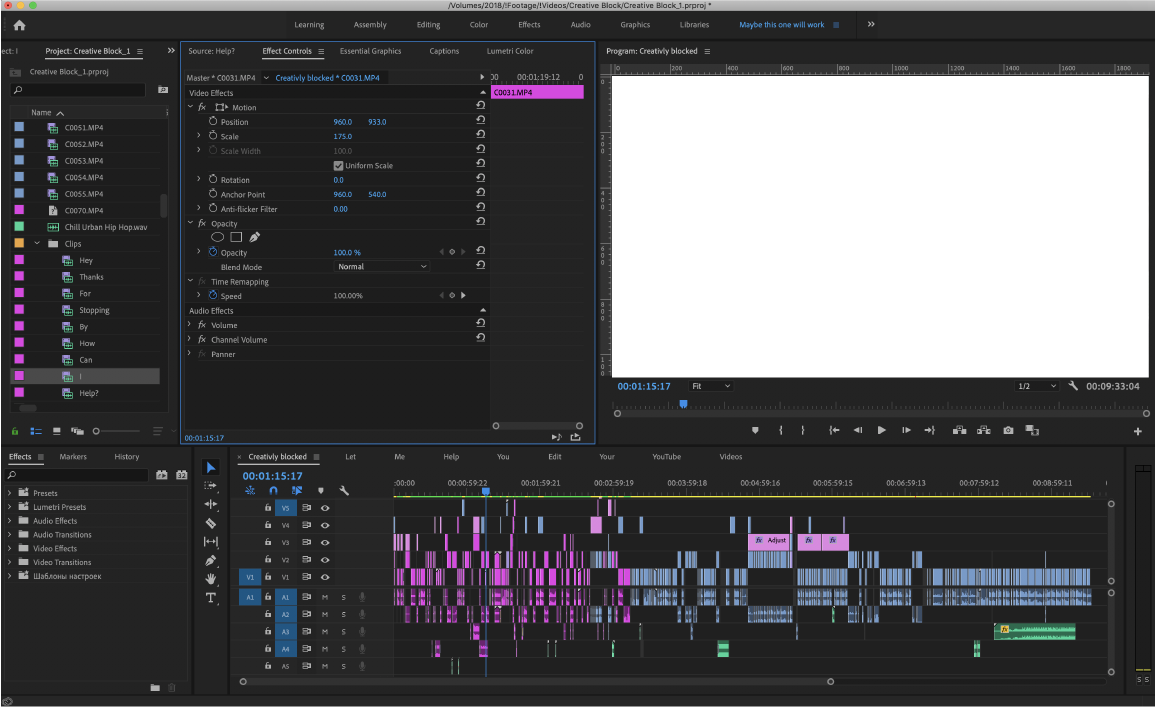 /Volumes/2018/!Footage/!Videos/Creative Block/Creative Block_1.prproj *
Learning Assembly Editing Color Effects Audio Graphics Libraries Maybe this one will work
ect: I Project: Creative Block_1
Creative Block_1.prproj
Name
C0051.MP4
C0052.MP4
C0053.MP4
C0054.MP4
C0055.MP4
C0070.MP4
Chill Urban Hip Hop.wav
Clips
Hey
Thanks
For
Stopping
By
How
Can
I
Help?
Source: Help? Effect Controls Essential Graphics Captions Lumetri Color
Master * C0031.MP4 Creativly blocked * C0031.MP4
00 00:01:19:12 0
Video Effects C0031.MP4
fx Motion
Position 960.0 933.0
Scale 175.0
Scale Width 100.0
Uniform Scale
Rotation 0.0
Anchor Point 960.0 540.0
Anti-flicker Filter 0.00
fx Opacity
Opacity 100.0 %
Blend Mode Normal
fx Time Remapping
Speed 100.00%
Audio Effects
fx Volume
fx Channel Volume
fx Panner
00:01:15:17
Program: Creativly blocked
0 200 400 600 800 1000 1200 1400 1600 1800
0
200
400
600
800
100
00:01:15:17 Fit 1/2 00:09:33:04
Effects Markers History
32
Presets
Lumetri Presets
Audio Effects
Audio Transitions
Video Effects
Video Transitions
Шаблоны настроек
× Creativly blocked Let Me Help You Edit Your YouTube Videos
00:01:15:17
:00:00 00:00:59:22 00:01:59:21 00:02:59:19 00:03:59:18 00:04:59:16 00:05:59:15 00:06:59:13 00:07:59:12 00:08:59:11
V5
V4
V3 fx Adjust fx fx
V2
V1 V1
A1 A1 M S
A2 M S
A3 M S fx
A4 M S
A5 M S
T
S S